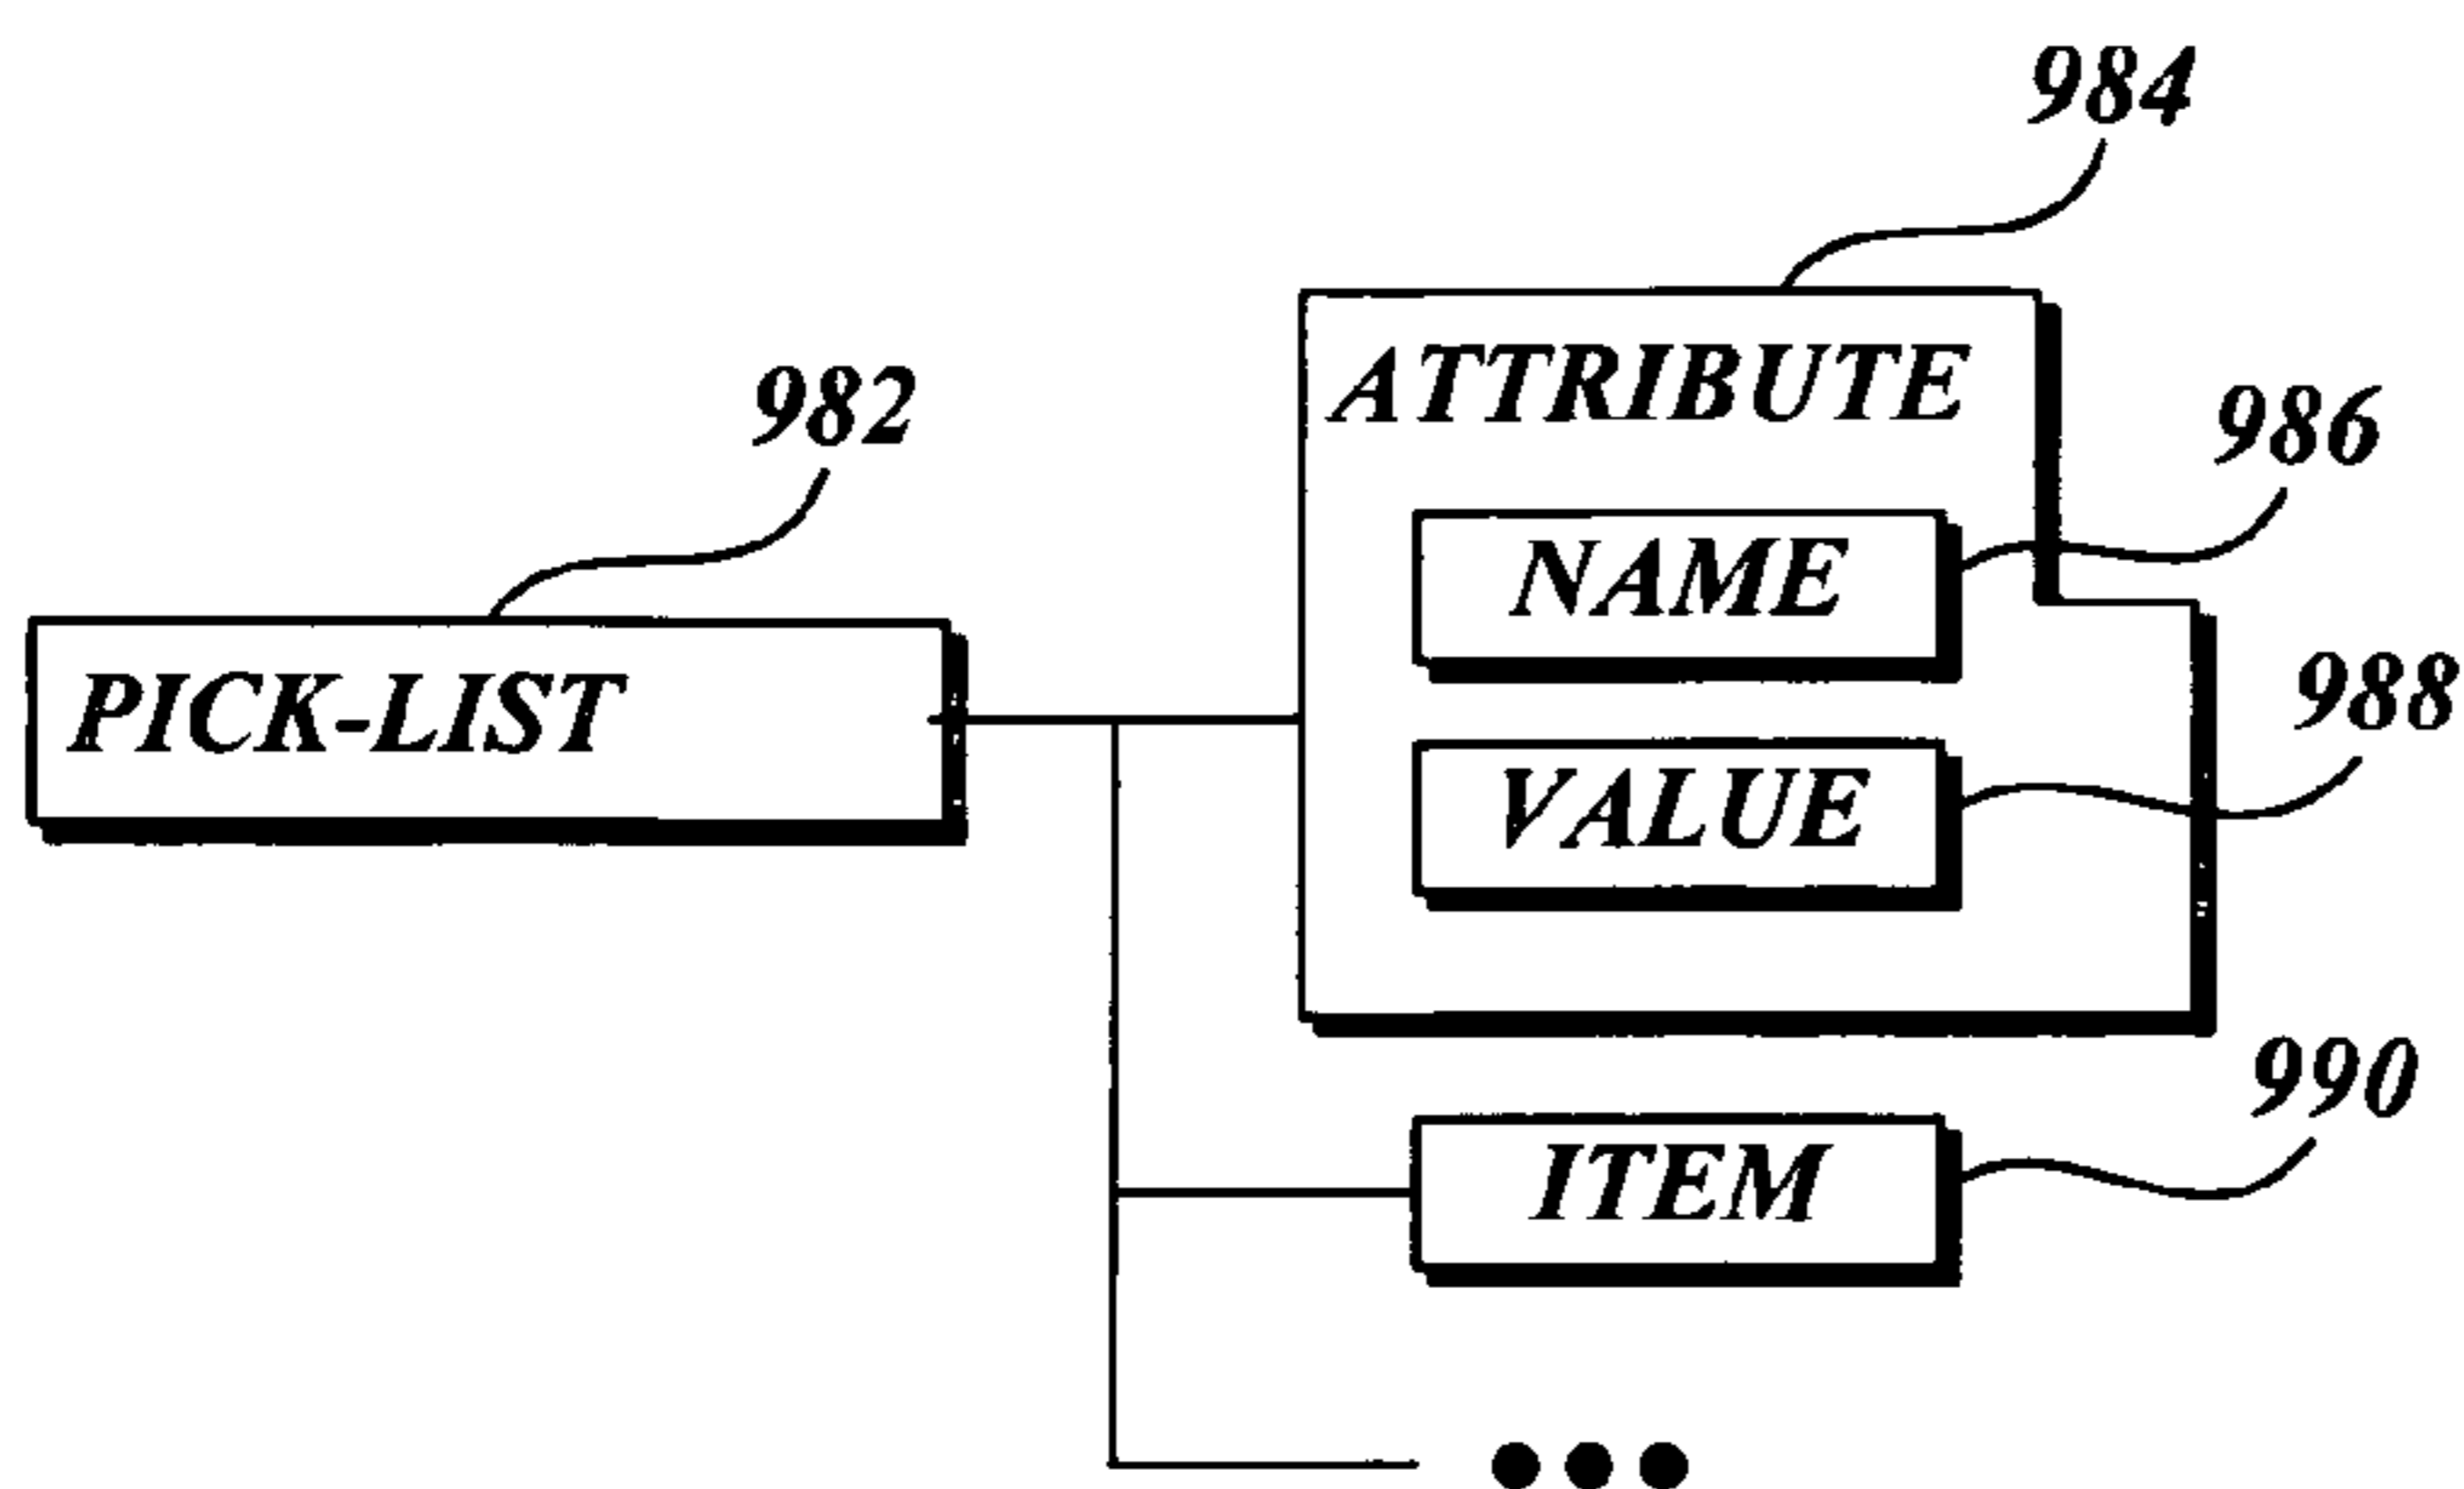 984
ATTRIBUTE
982
986
NAME
PICK-LIST
988
VALUE
990
ITEM